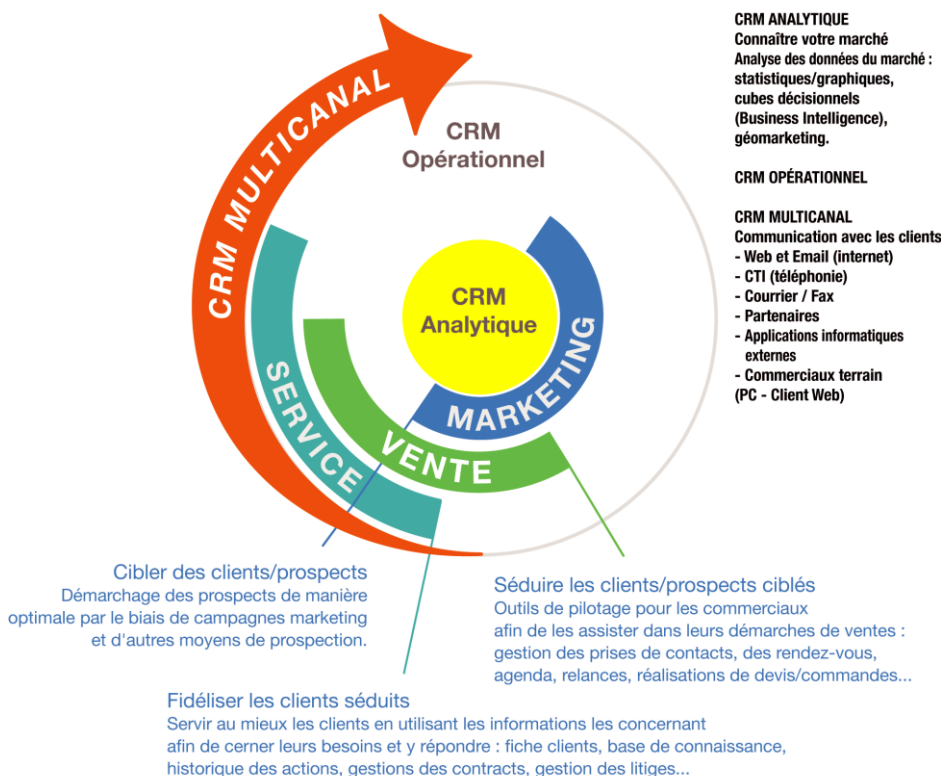 CRM MULTICANAL
CRM
Opérationnel
CRM
Analytique
MARKETING
VENTE
SERVICE
CRM ANALYTIQUE
Connaître votre marché
Analyse des données du marché :
statistiques/graphiques,
cubes décisionnels
(Business Intelligence),
géomarketing.
CRM OPÉRATIONNEL
CRM MULTICANAL
Communication avec les clients
- Web et Email (internet)
- CTI (téléphonie)
- Courrier / Fax
- Partenaires
- Applications informatiques
externes
- Commerciaux terrain
(PC - Client Web)
Cibler des clients/prospects
Démarchage des prospects de manière
optimale par le biais de campagnes marketing
et d'autres moyens de prospection.
Séduire les clients/prospects ciblés
Outils de pilotage pour les commerciaux
afin de les assister dans leurs démarches de ventes :
gestion des prises de contacts, des rendez-vous,
agenda, relances, réalisations de devis/commandes...
Fidéliser les clients séduits
Servir au mieux les clients en utilisant les informations les concernant
afin de cerner leurs besoins et y répondre : fiche clients, base de connaissance,
historique des actions, gestions des contracts, gestion des litiges...